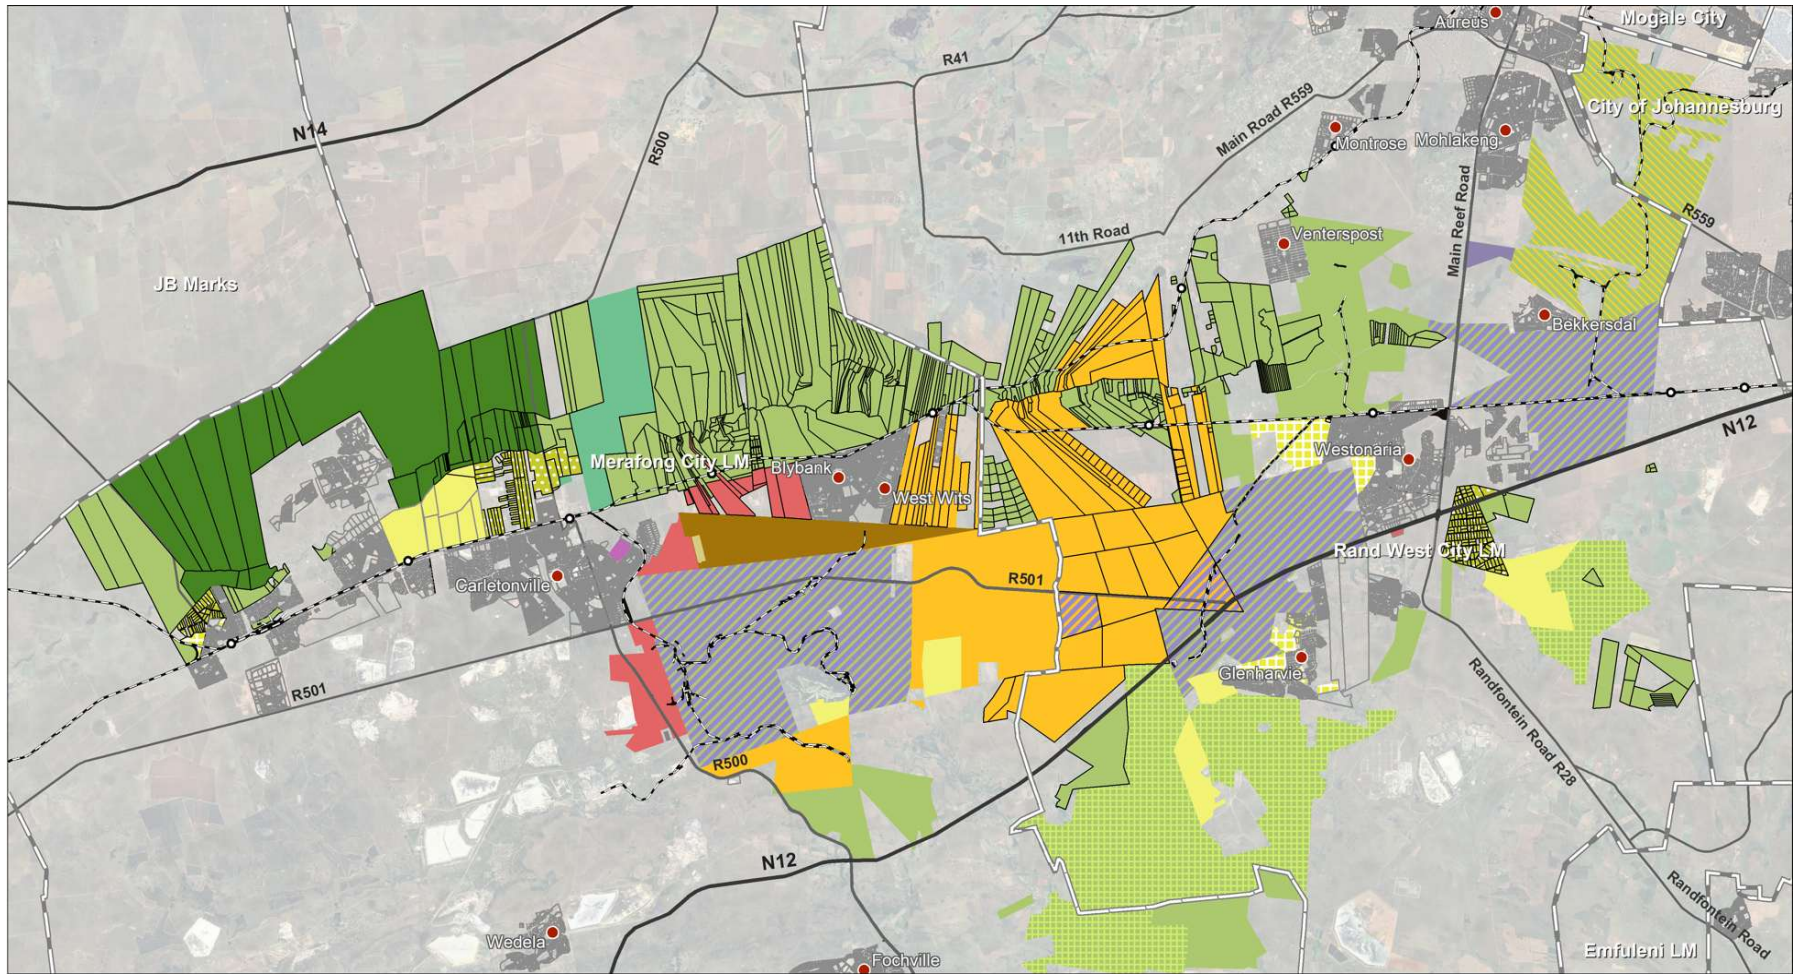 Mogale City
Aureus
R41
City of Johannesburg
Main Road R559
N14
R500
Montrose
Mohlakeng
Main Reef Road
R559
11th Road
Venterspost
JB Marks
Bekkersdal
N12
Westonaria
Merafong City LM
Blybank
West Wits
Rand West City LM
Carletonville
R501
Glenharvie
R501
Randfontein Road R28
R500
N12
Randfontein Road
Wedela
Fochville
Emfuleni LM